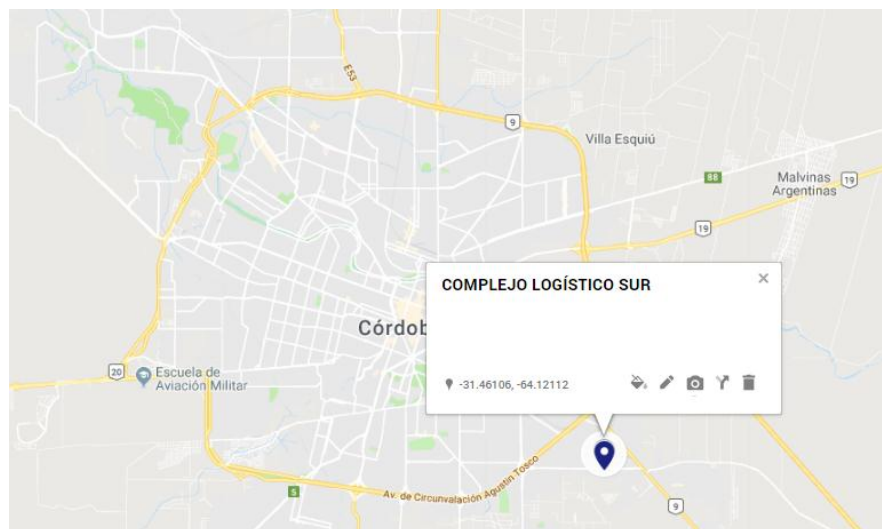 E53
9
Villa Esquiú
88
Malvinas
Argentinas
19
19
COMPLEJO LOGÍSTICO SUR
Córdob
20
Escuela de
Aviación Militar
-31.46106, -64.12112
5
Av. de Circunvalación Agustín Tosco
9